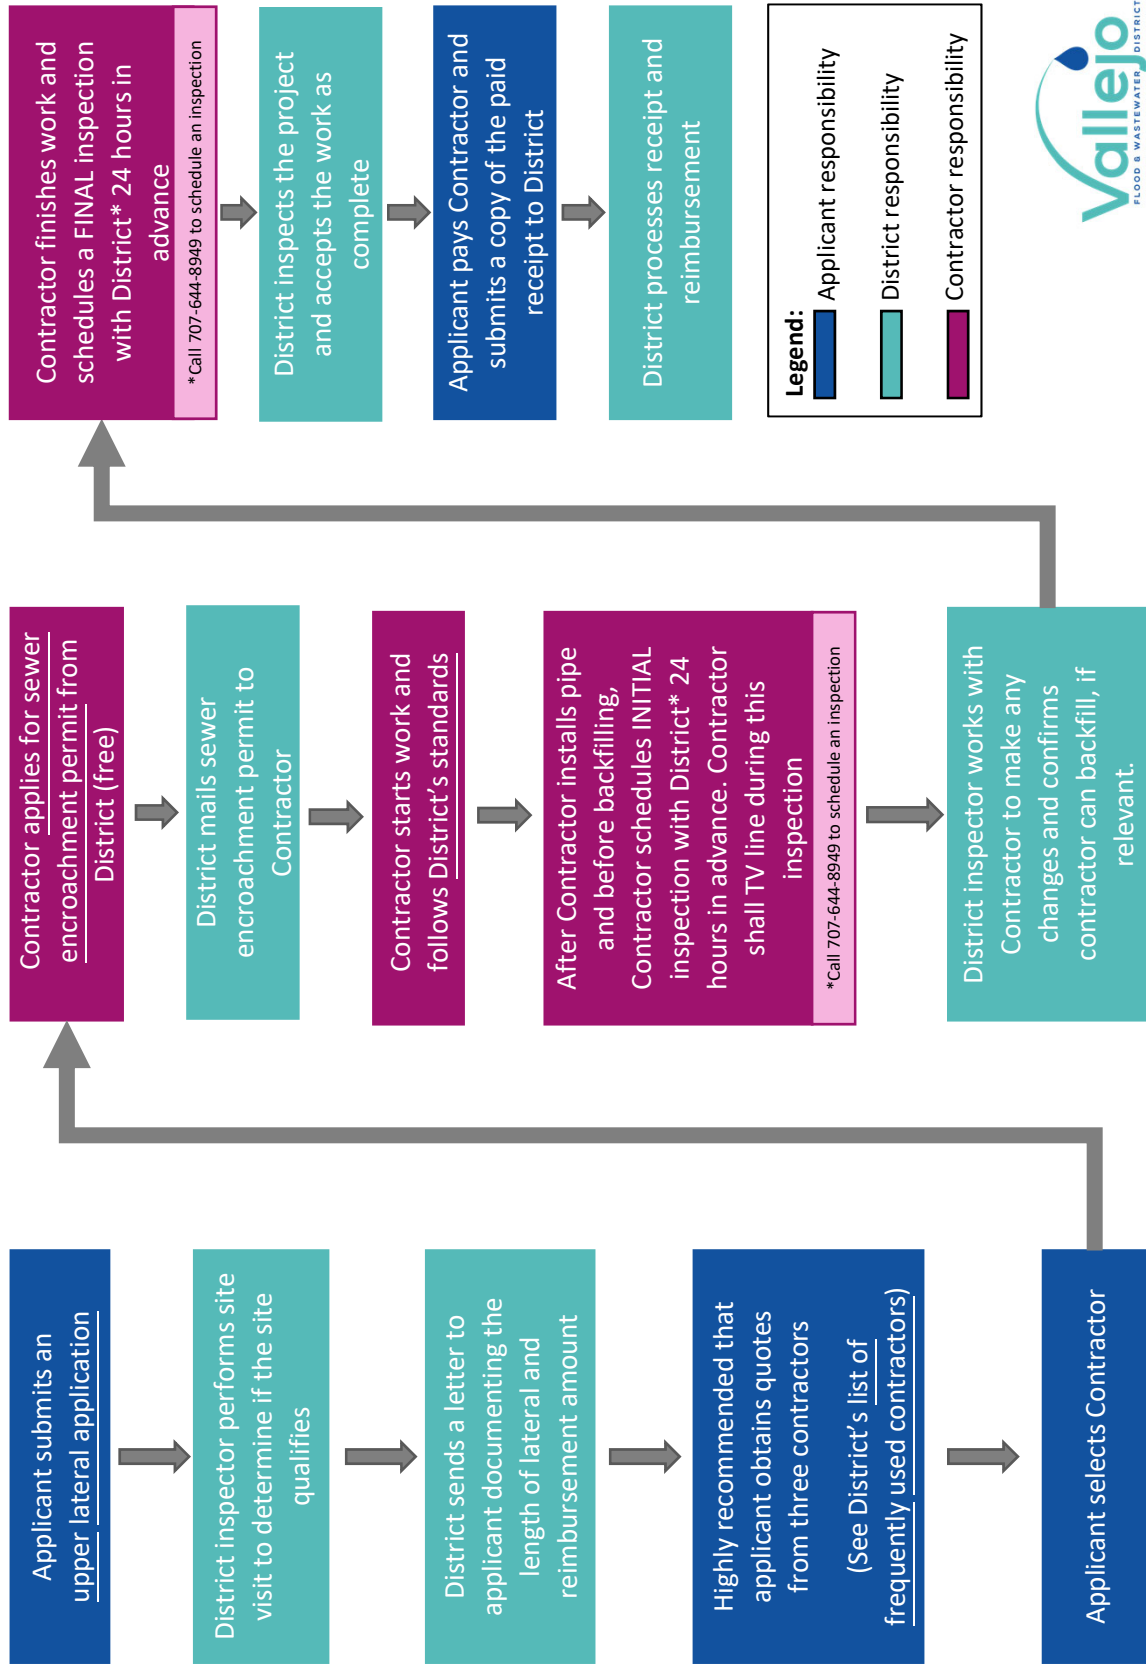 Applicant submits an
upper lateral application
District inspector performs site
visit to determine if the site
qualifies
District sends a letter to
applicant documenting the
length of lateral and
reimbursement amount
Highly recommended that
applicant obtains quotes
from three contractors
(See District's list of
frequently used contractors)
Applicant selects Contractor
Contractor applies for sewer
encroachment permit from
District (free)
District mails sewer
encroachment permit to
Contractor
Contractor starts work and
follows District's standards
After Contractor installs pipe
and before backfilling,
Contractor schedules INITIAL
inspection with District* 24
hours in advance. Contractor
shall TV line during this
inspection
*Call 707-644-8949 to schedule an inspection
District inspector works with
Contractor to make any
changes and confirms
contractor can backfill, if
relevant.
Contractor finishes work and
schedules a FINAL inspection
with District* 24 hours in
advance
*Call 707-644-8949 to schedule an inspection
District inspects the project
and accepts the work as
complete
Applicant pays Contractor and
submits a copy of the paid
receipt to District
District processes receipt and
reimbursement
Legend:
Applicant responsibility
District responsibility
Contractor responsibility
Vallejo
FLOOD & WASTEWATER DISTRICT